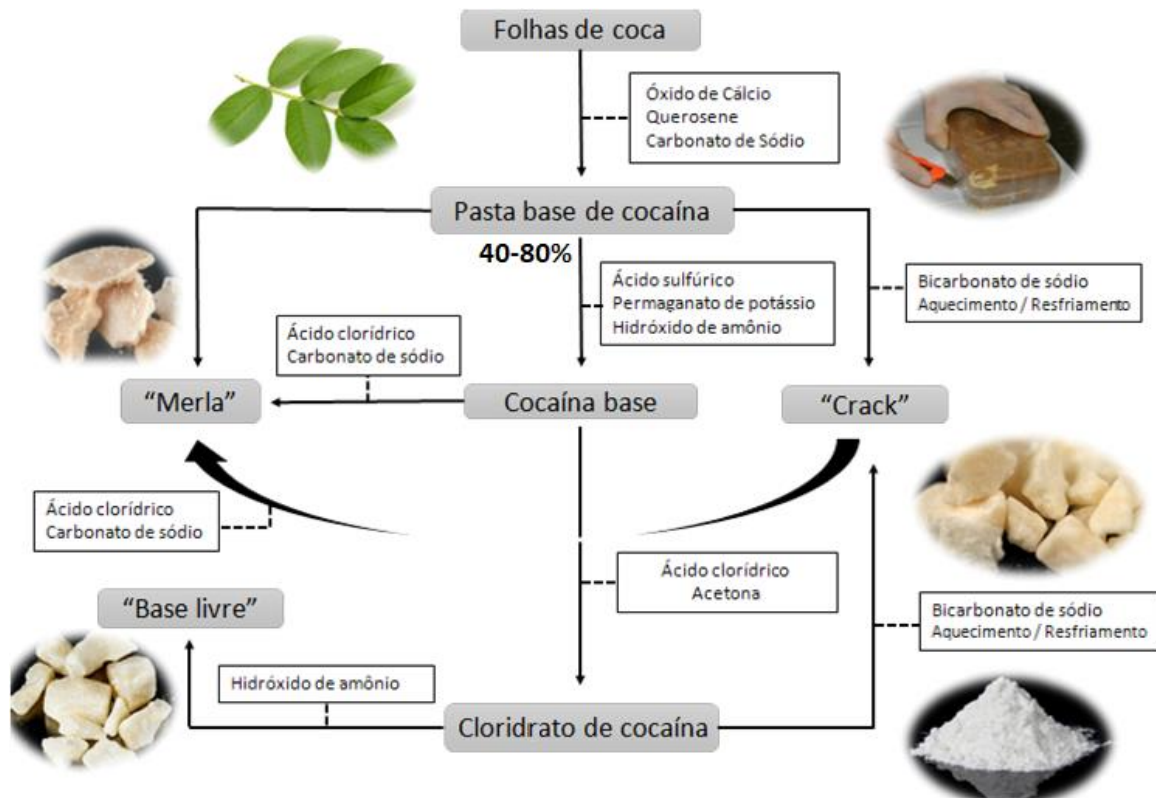 Folhas de coca
Óxido de Cálcio
Querosene
Carbonato de Sódio
Pasta base de cocaína
40-80%
Ácido sulfúrico
Permaganato de potássio
Hidróxido de amônio
Bicarbonato de sódio
Aquecimento / Resfriamento
Ácido clorídrico
Carbonato de sódio
“Merla”
Cocaína base
“Crack”
Ácido clorídrico
Carbonato de sódio
Ácido clorídrico
Acetona
“Base livre”
Bicarbonato de sódio
Aquecimento / Resfriamento
Hidróxido de amônio
Cloridrato de cocaína